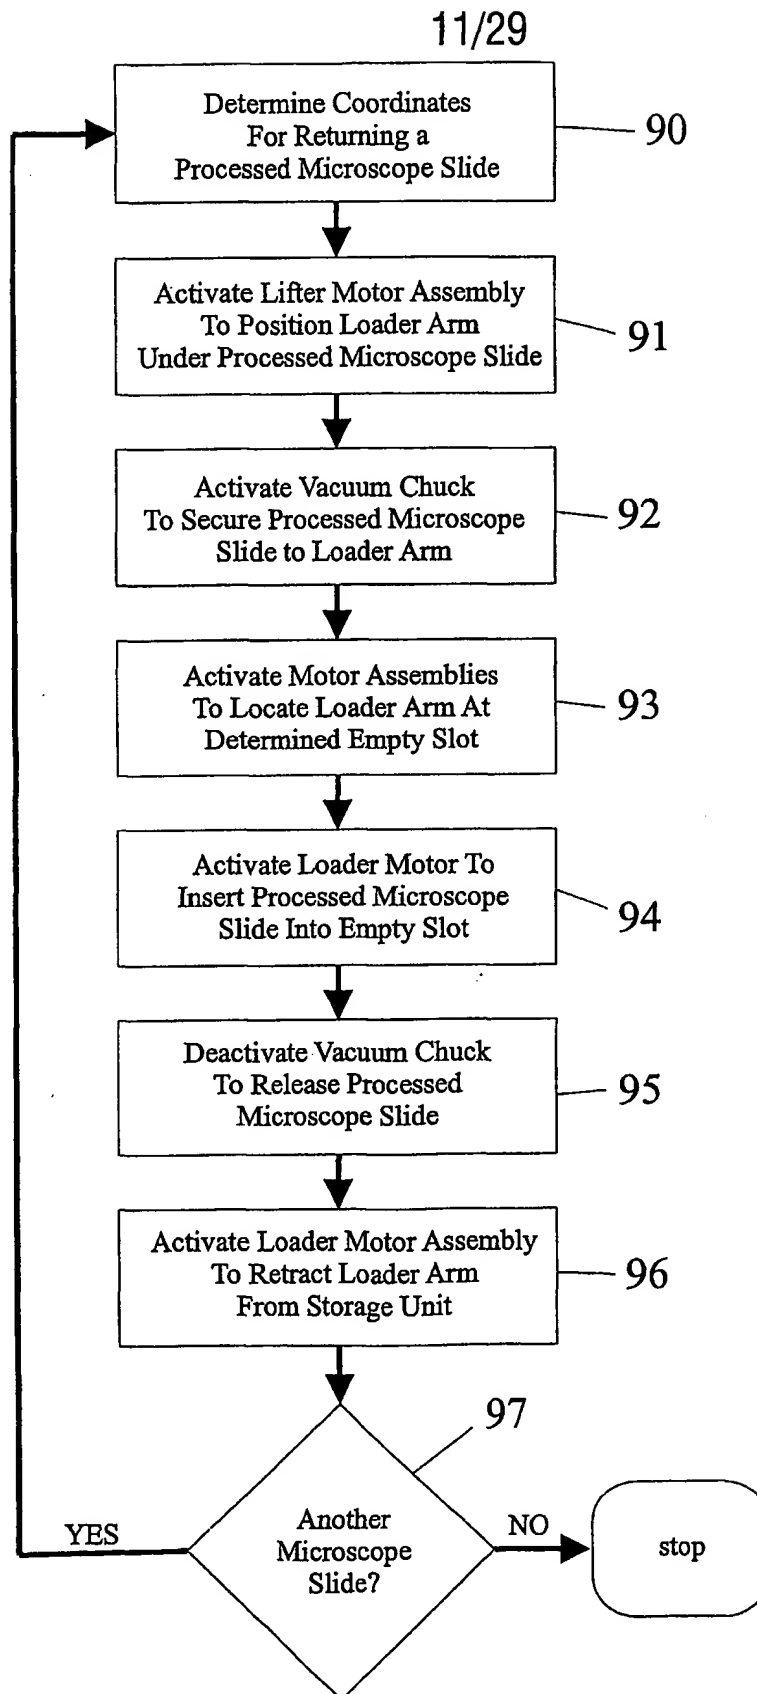 11/29
Determine Coordinates
For Returning a
Processed Microscope Slide
90
Activate Lifter Motor Assembly
To Position Loader Arm
Under Processed Microscope Slide
91
Activate Vacuum Chuck
To Secure Processed Microscope
Slide to Loader Arm
92
Activate Motor Assemblies
To Locate Loader Arm At
Determined Empty Slot
93
Activate Loader Motor To
Insert Processed Microscope
Slide Into Empty Slot
94
Deactivate Vacuum Chuck
To Release Processed
Microscope Slide
95
Activate Loader Motor Assembly
To Retract Loader Arm
From Storage Unit
96
97
Another
Microscope
Slide?
YES
NO
stop